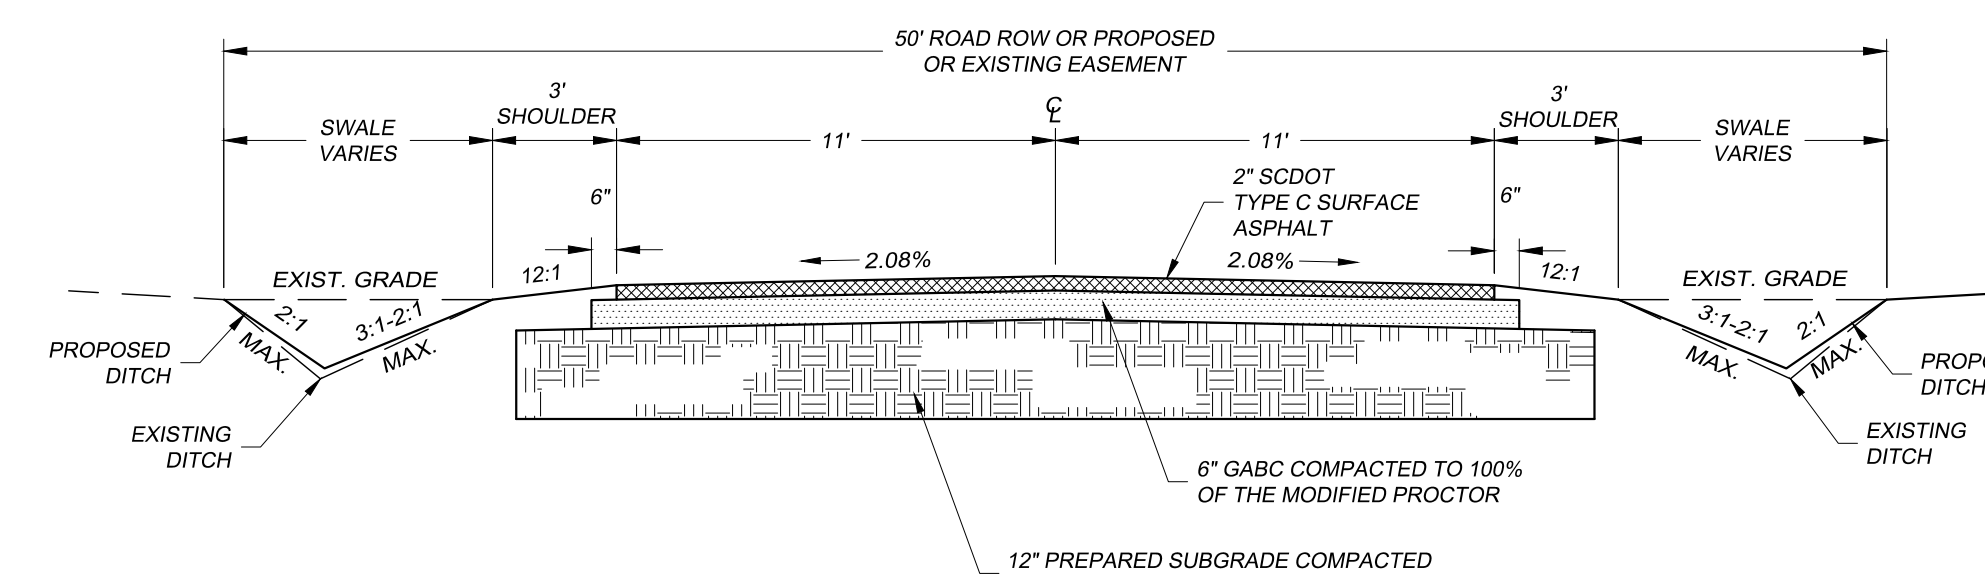 50' ROAD ROW OR PROPOSED
OR EXISTING EASEMENT
3'
SHOULDER
3'
SHOULDER
℄
SWALE
VARIES
11'
11'
SWALE
VARIES
2" SCDOT
TYPE C SURFACE
ASPHALT
6"
6"
12:1
2.08%
2.08%
12:1
EXIST. GRADE
EXIST. GRADE
2:1
3:1-2:1
3:1-2:1
2:1
MAX.
MAX.
MAX.
MAX.
PROPOSED
DITCH
DITCH
EXISTING
DITCH
EXISTING
DITCH
6" GABC COMPACTED TO 100%
OF THE MODIFIED PROCTOR
12" PREPARED SUBGRADE COMPACTED